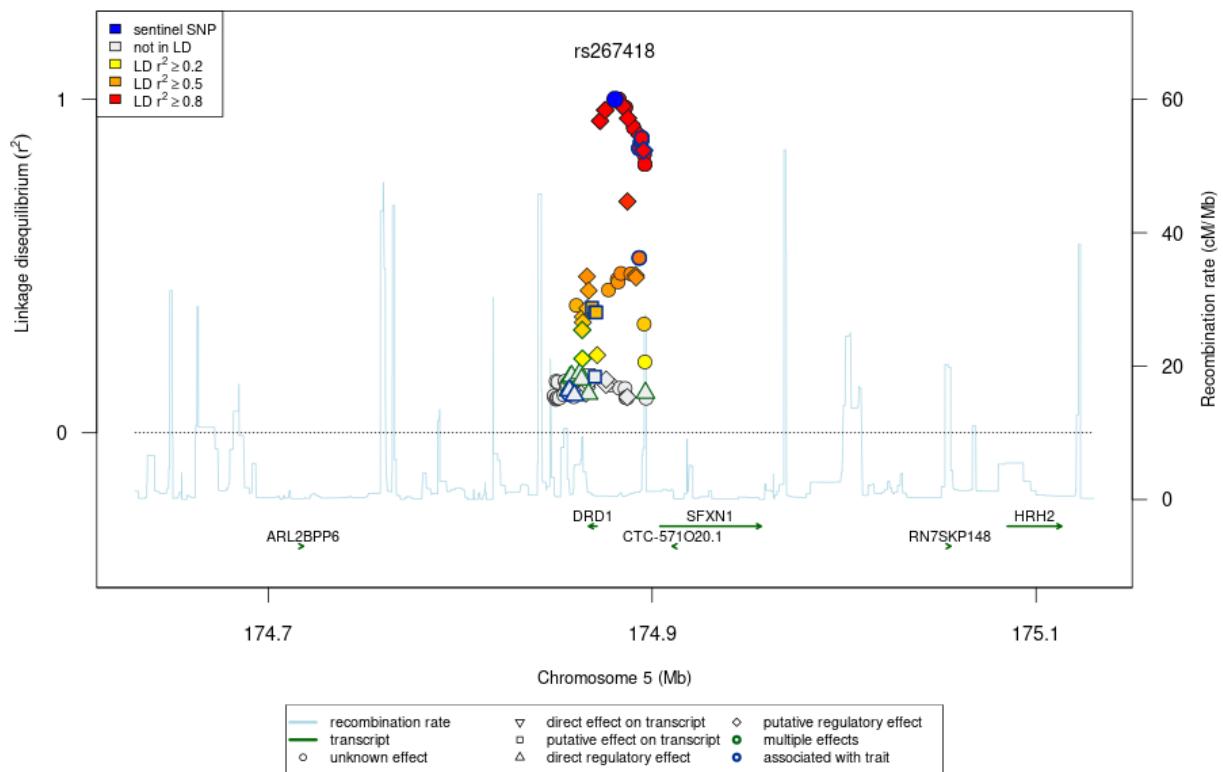 sentinel SNP
not in LD
LD r² ≥ 0.2
LD r² ≥ 0.5
LD r² ≥ 0.8
rs267418
1
0
Linkage disequilibrium (r²)
60
40
20
0
Recombination rate (cM/Mb)
DRD1
SFXN1
HRH2
ARL2BPP6
CTC-571O20.1
RN7SKP148
174.7
174.9
175.1
Chromosome 5 (Mb)
recombination rate
direct effect on transcript
putative regulatory effect
transcript
putative effect on transcript
multiple effects
unknown effect
direct regulatory effect
associated with trait